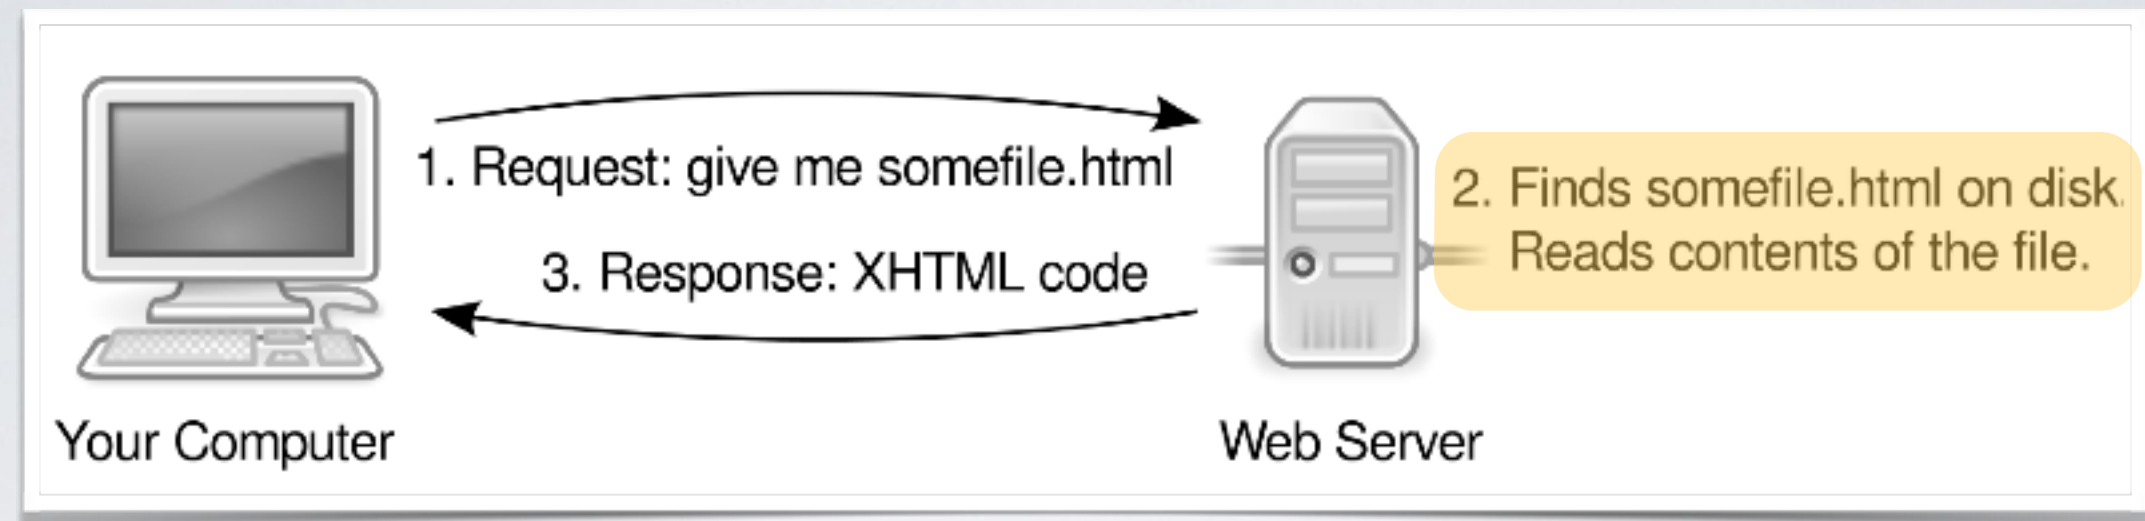 1. Request: give me somefile.html
2. Finds somefile.html on disk.
Reads contents of the file.
3. Response: XHTML code
Your Computer
Web Server